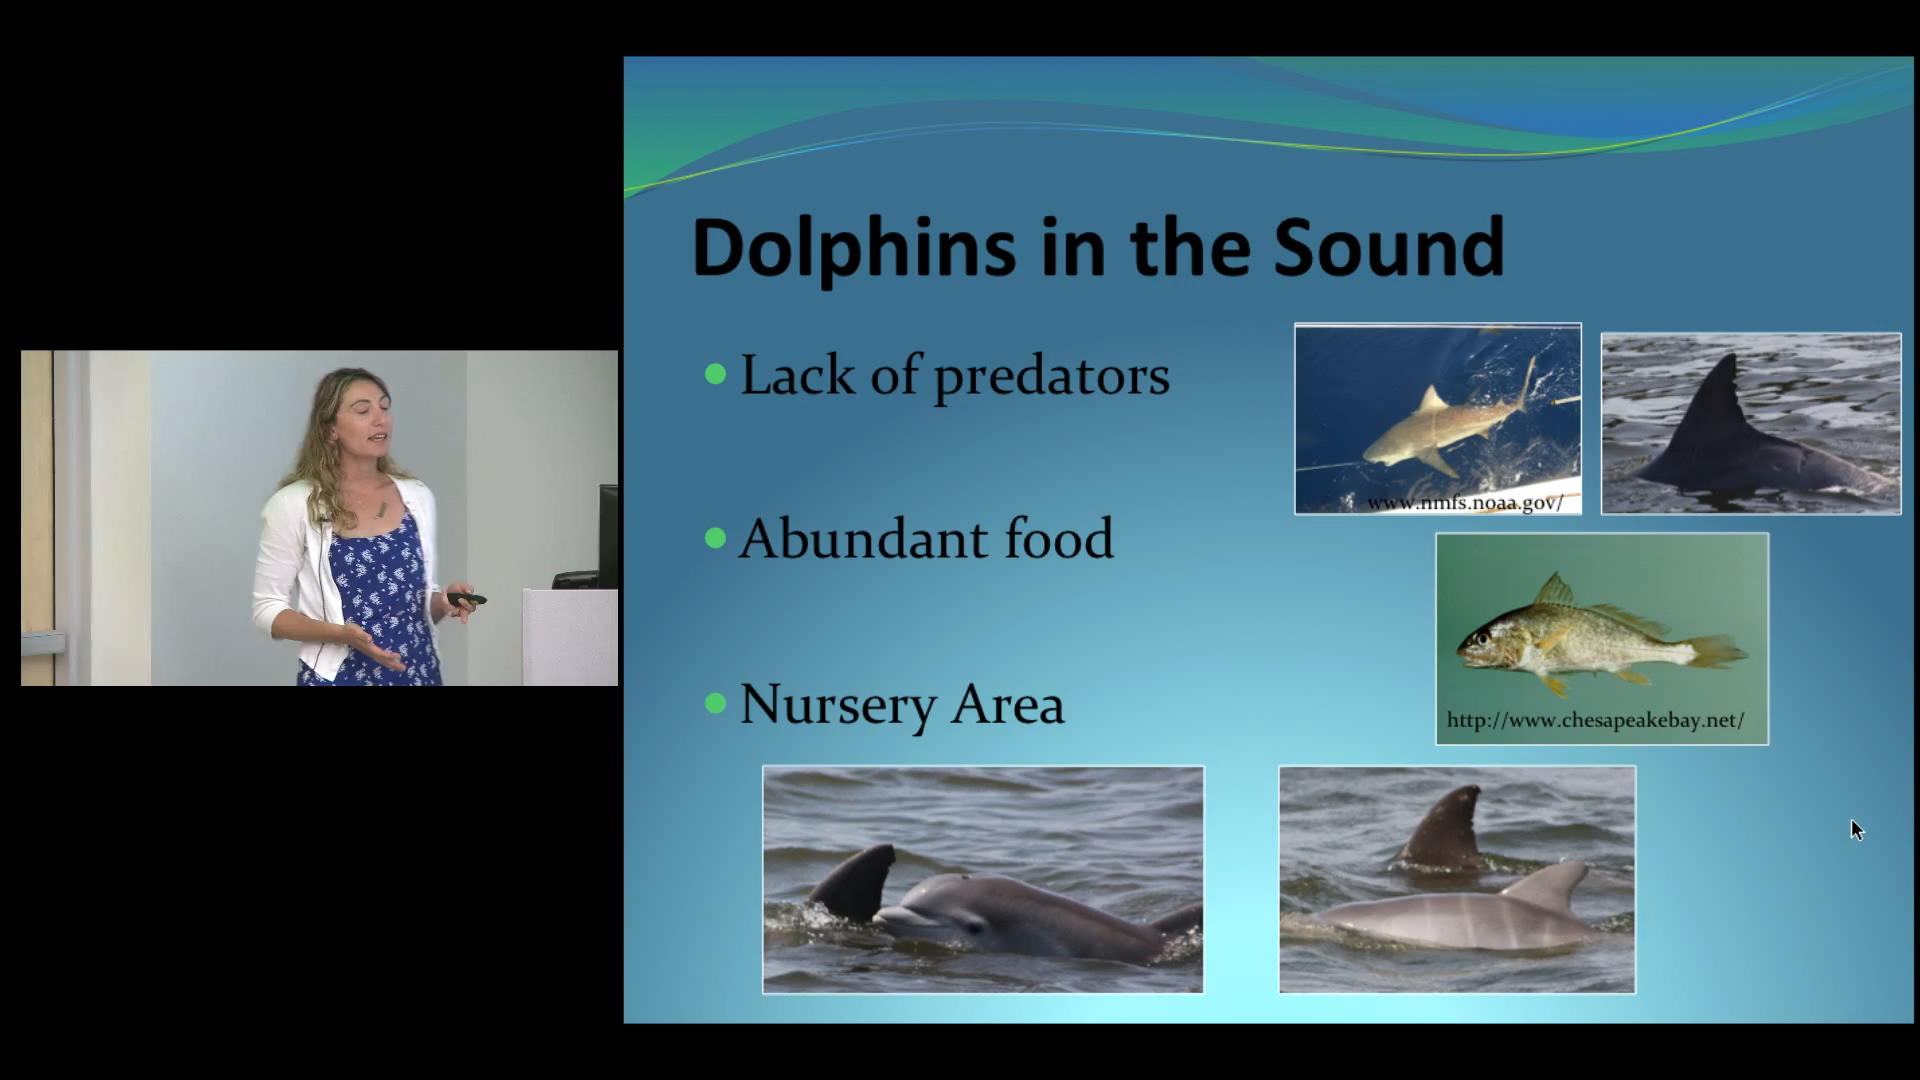 Dolphins in the Sound
Lack of predators
www.nmfs.noaa.gov/
Abundant food
Nursery Area
http://www.chesapeakebay.net/